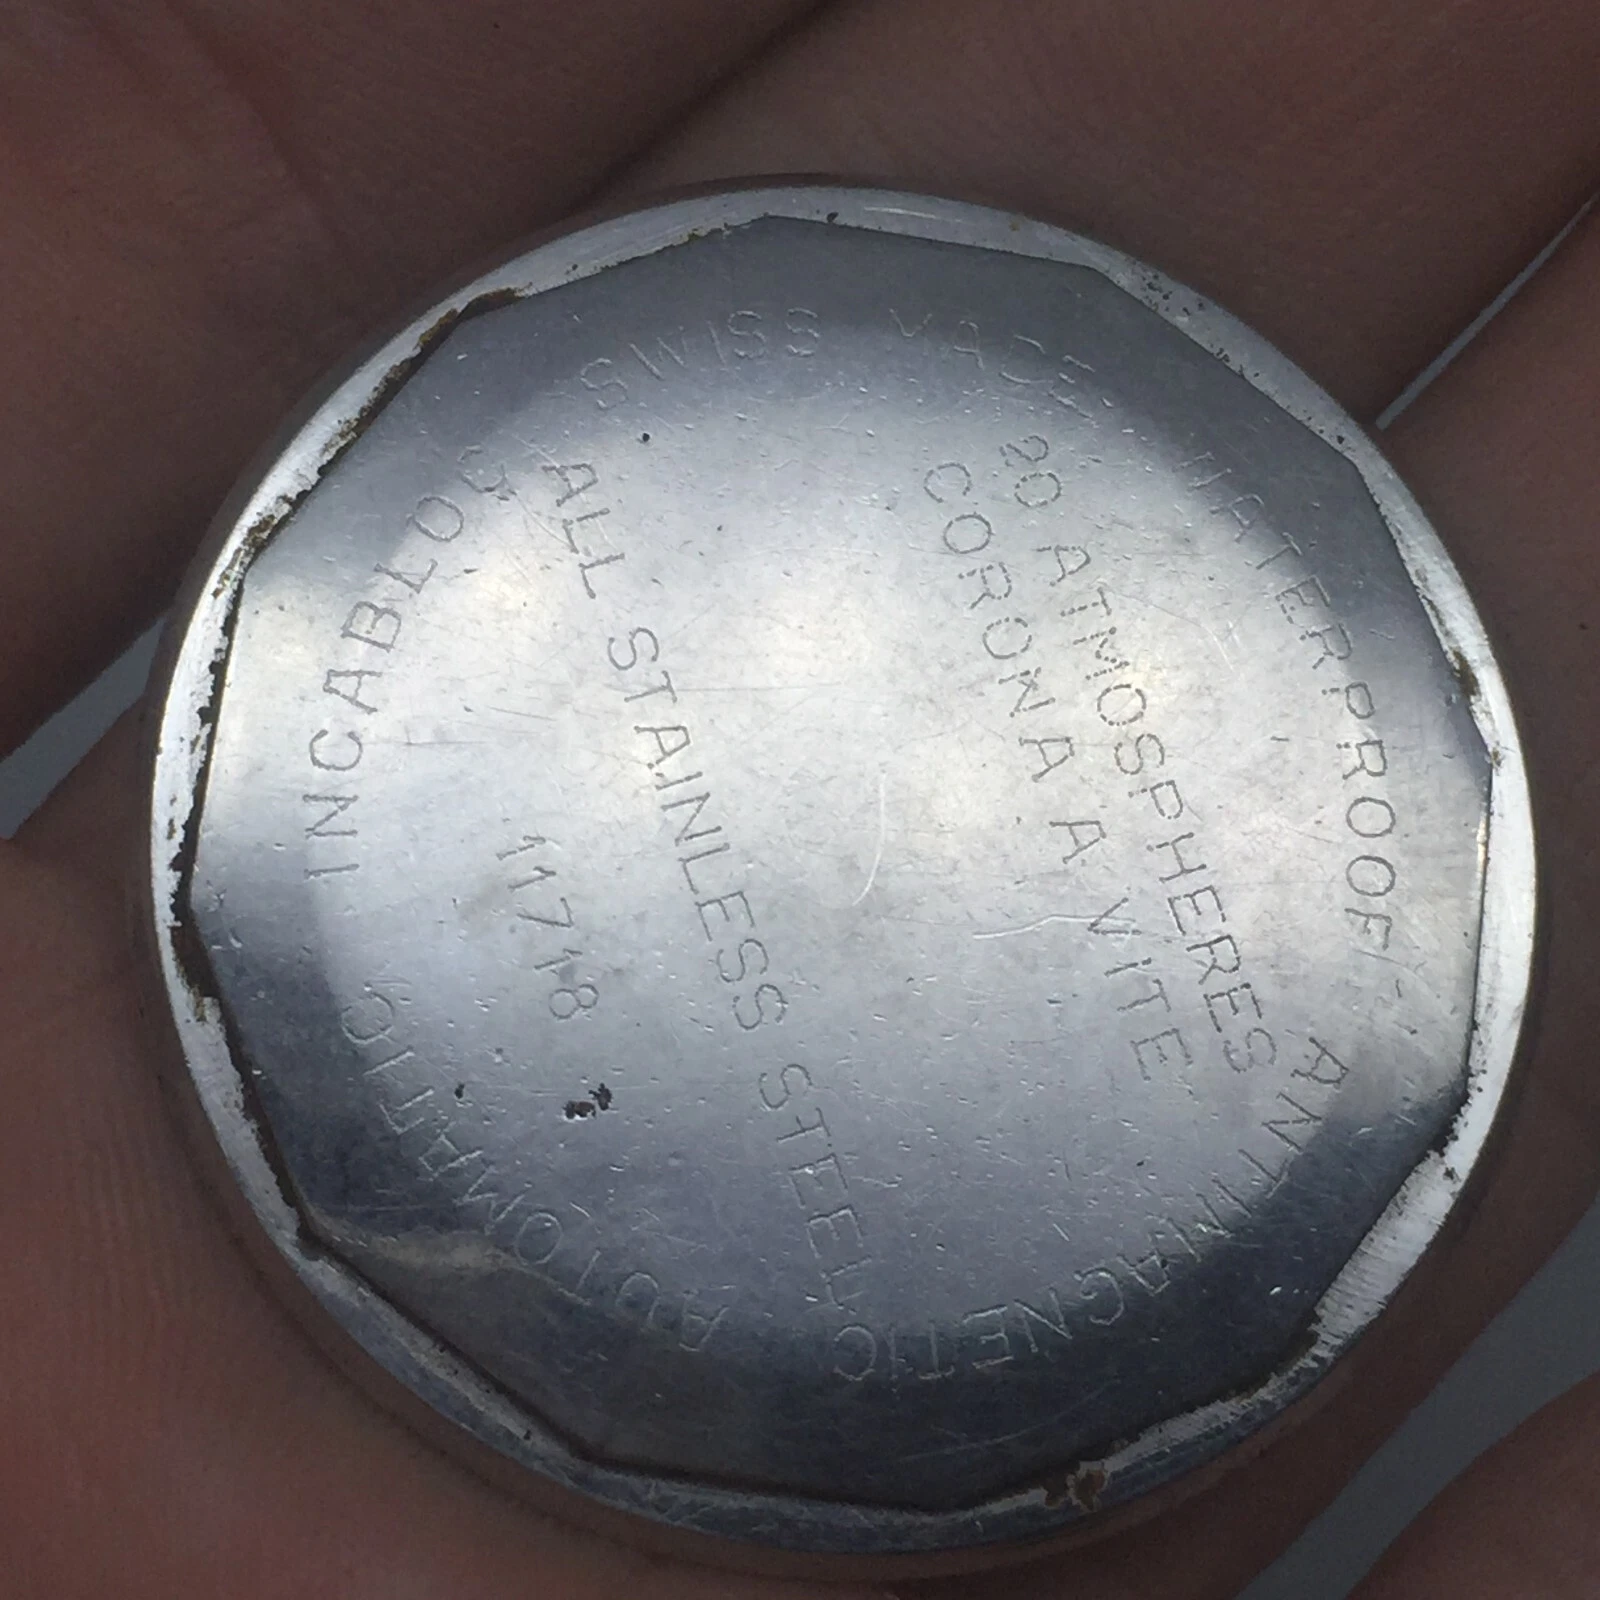 SWISS MADE
WATERPROOF
ANTIMAGNETIC
AUTOMATIC
INCABLOC
20 ATMOSPHERES
CORONA A VITE
ALL STAINLESS STEEL
11718